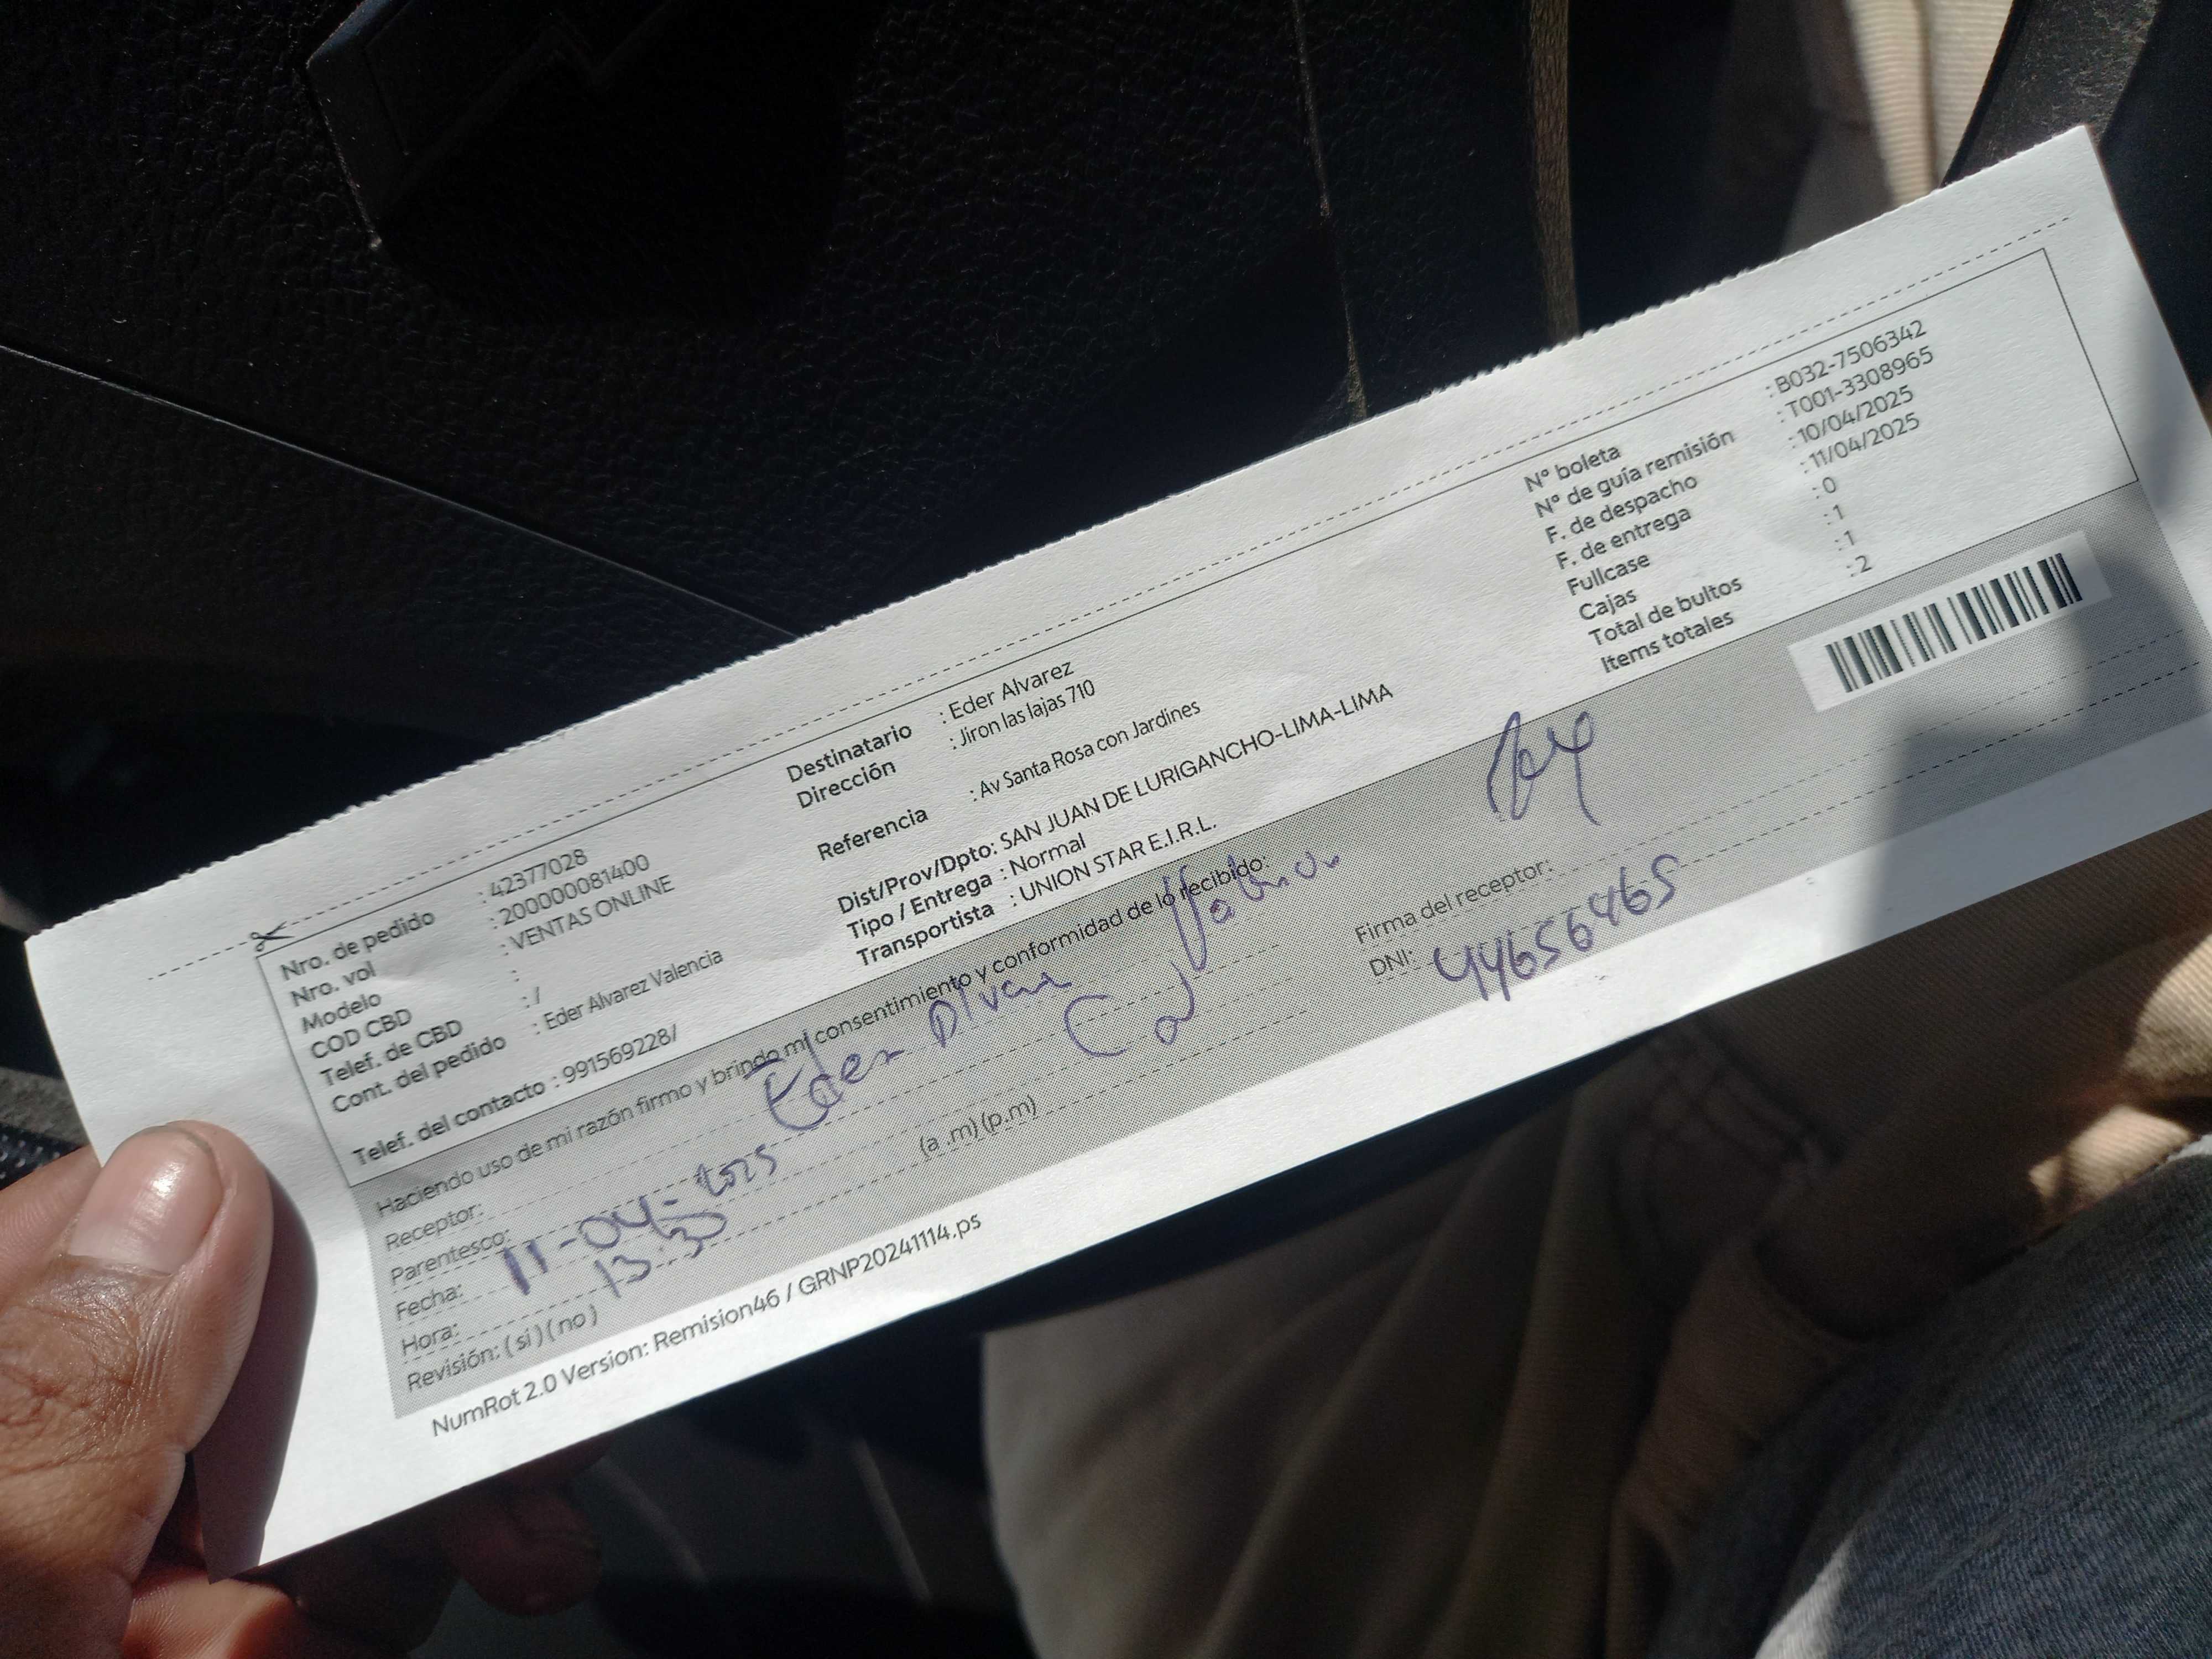 Nro. de pedido : 42377028
Nro. vol : 200000081400
Modelo : VENTAS ONLINE
COD CBD :
Telef. de CBD : /
Cont. del pedido : Eder Alvarez Valencia
Telef. del contacto : 991569228/
Destinatario : Eder Alvarez
Dirección : Jiron las lajas 710
Referencia : Av Santa Rosa con Jardines
Dist/Prov/Dpto: SAN JUAN DE LURIGANCHO-LIMA-LIMA
Tipo / Entrega : Normal
Transportista : UNION STAR E.I.R.L.
N° boleta : B032-7506342
N° de guía remisión : T001-3308965
F. de despacho : 10/04/2025
F. de entrega : 11/04/2025
Fullcase : 0
Cajas : 1
Total de bultos : 1
Items totales : 2
Haciendo uso de mi razón firmo y brindo mi consentimiento y conformidad de lo recibido:
Receptor: Eder
Parentesco:
Fecha: 11-04-2025
Hora: 13:30 (a.m) (p.m)
Revisión: ( si ) ( no )
Firma del receptor:
DNI: 44656465
NumRot 2.0 Version: Remision46 / GRNP20241114.ps